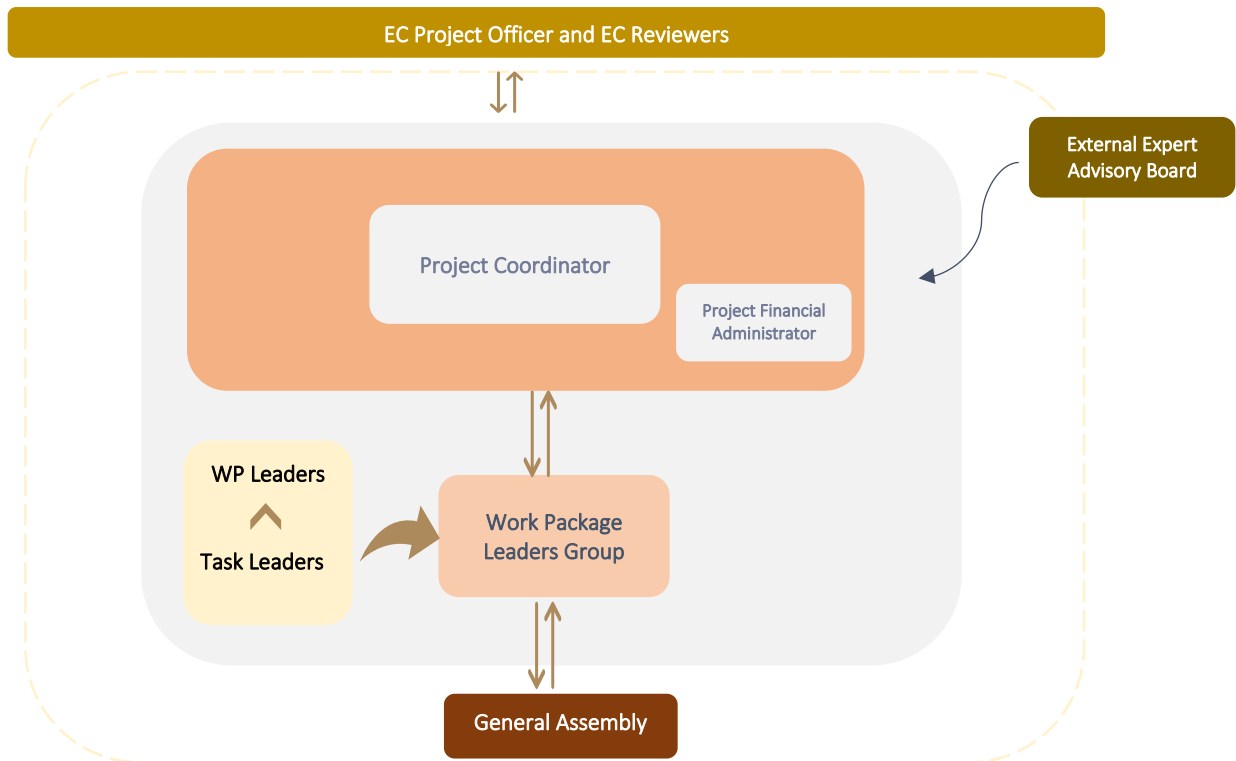 EC Project Officer and EC Reviewers
External Expert
Advisory Board
Project Coordinator
Project Financial
Administrator
WP Leaders
Task Leaders
Work Package
Leaders Group
General Assembly